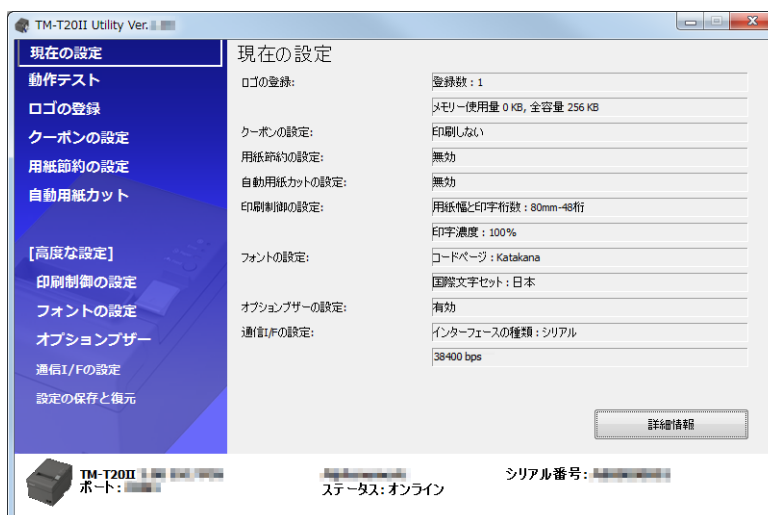 TM-T20II Utility Ver.
現在の設定
動作テスト
ロゴの登録
クーポンの設定
用紙節約の設定
自動用紙カット
[高度な設定]
印刷制御の設定
フォントの設定
オプションブザー
通信I/Fの設定
設定の保存と復元
現在の設定
ロゴの登録: 登録数:1
メモリー使用量 0 KB, 全容量 256 KB
クーポンの設定: 印刷しない
用紙節約の設定: 無効
自動用紙カットの設定: 無効
印刷制御の設定: 用紙幅と印字桁数:80mm-48桁
印字濃度:100%
フォントの設定: コードページ:Katakana
国際文字セット:日本
オプションブザーの設定: 有効
通信I/Fの設定: インターフェースの種類:シリアル
38400 bps
詳細情報
TM-T20II
ポート:
ステータス:オンライン
シリアル番号: